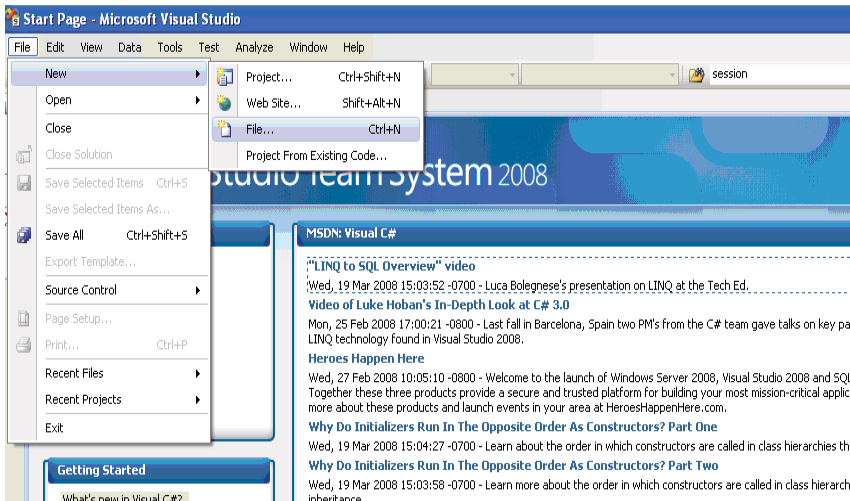 Start Page - Microsoft Visual Studio
File Edit View Data Tools Test Analyze Window Help
New
Open
Close
Close Solution
Save Selected Items Ctrl+S
Save Selected Items As...
Save All Ctrl+Shift+S
Export Template...
Source Control
Page Setup...
Print... Ctrl+P
Recent Files
Recent Projects
Exit
Project... Ctrl+Shift+N
Web Site... Shift+Alt+N
File... Ctrl+N
Project From Existing Code...
session
Studio Team System 2008
MSDN: Visual C#
"LINQ to SQL Overview" video
Wed, 19 Mar 2008 15:03:52 -0700 - Luca Bolegnese's presentation on LINQ at the Tech Ed.
Video of Luke Hoban's In-Depth Look at C# 3.0
Mon, 25 Feb 2008 17:00:21 -0800 - Last fall in Barcelona, Spain two PM's from the C# team gave talks on key pa
LINQ technology found in Visual Studio 2008.
Heroes Happen Here
Wed, 27 Feb 2008 10:05:10 -0800 - Welcome to the launch of Windows Server 2008, Visual Studio 2008 and SQL
Together these three products provide a secure and trusted platform for building your most mission-critical applic
more about these products and launch events in your area at HeroesHappenHere.com.
Why Do Initializers Run In The Opposite Order As Constructors? Part One
Wed, 19 Mar 2008 15:04:27 -0700 - Learn about the order in which constructors are called in class hierarchies th
Why Do Initializers Run In The Opposite Order As Constructors? Part Two
Wed, 19 Mar 2008 15:03:58 -0700 - Learn more about the order in which constructors are called in class hierarch
inheritance.
Getting Started
What's new in Visual C#?